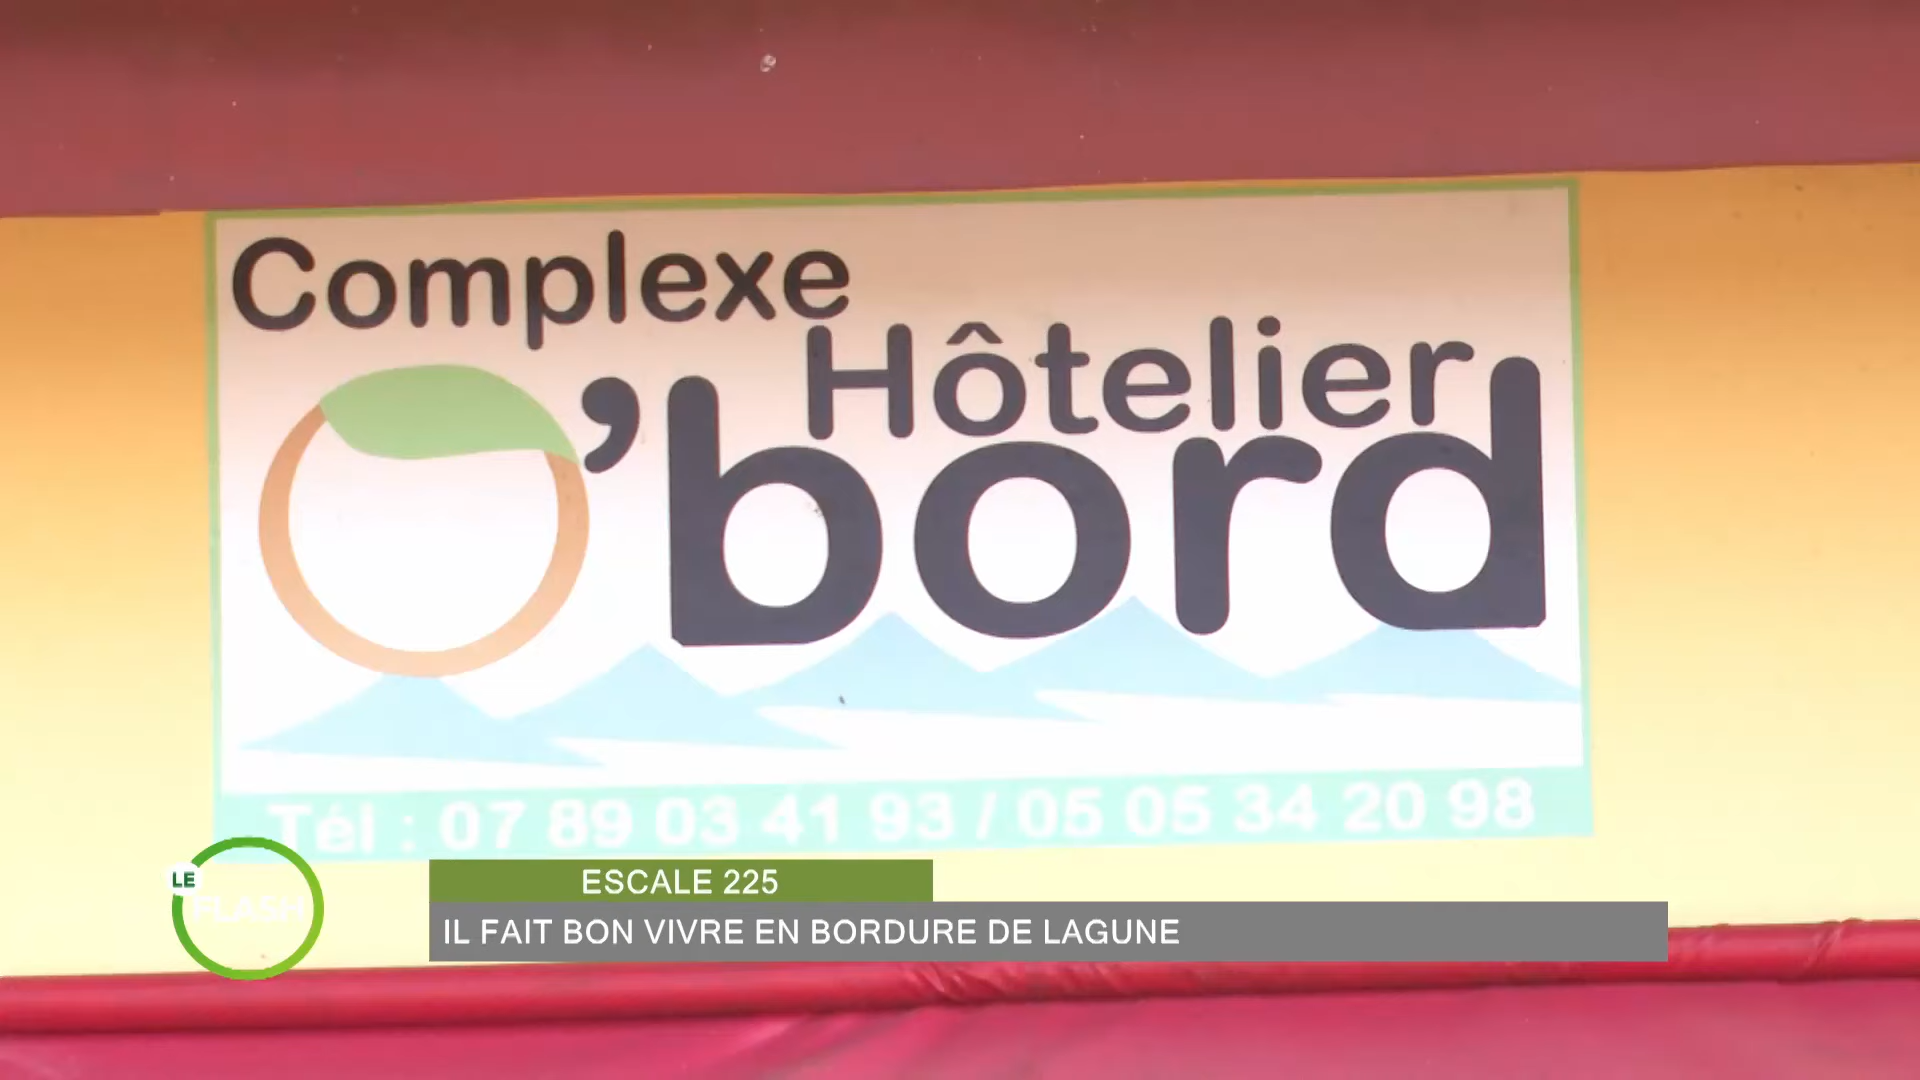 Complexe
Hôtelier
O'bord
Tél : 07 89 03 41 93 / 05 05 34 20 98
LE
FLASH
ESCALE 225
IL FAIT BON VIVRE EN BORDURE DE LAGUNE